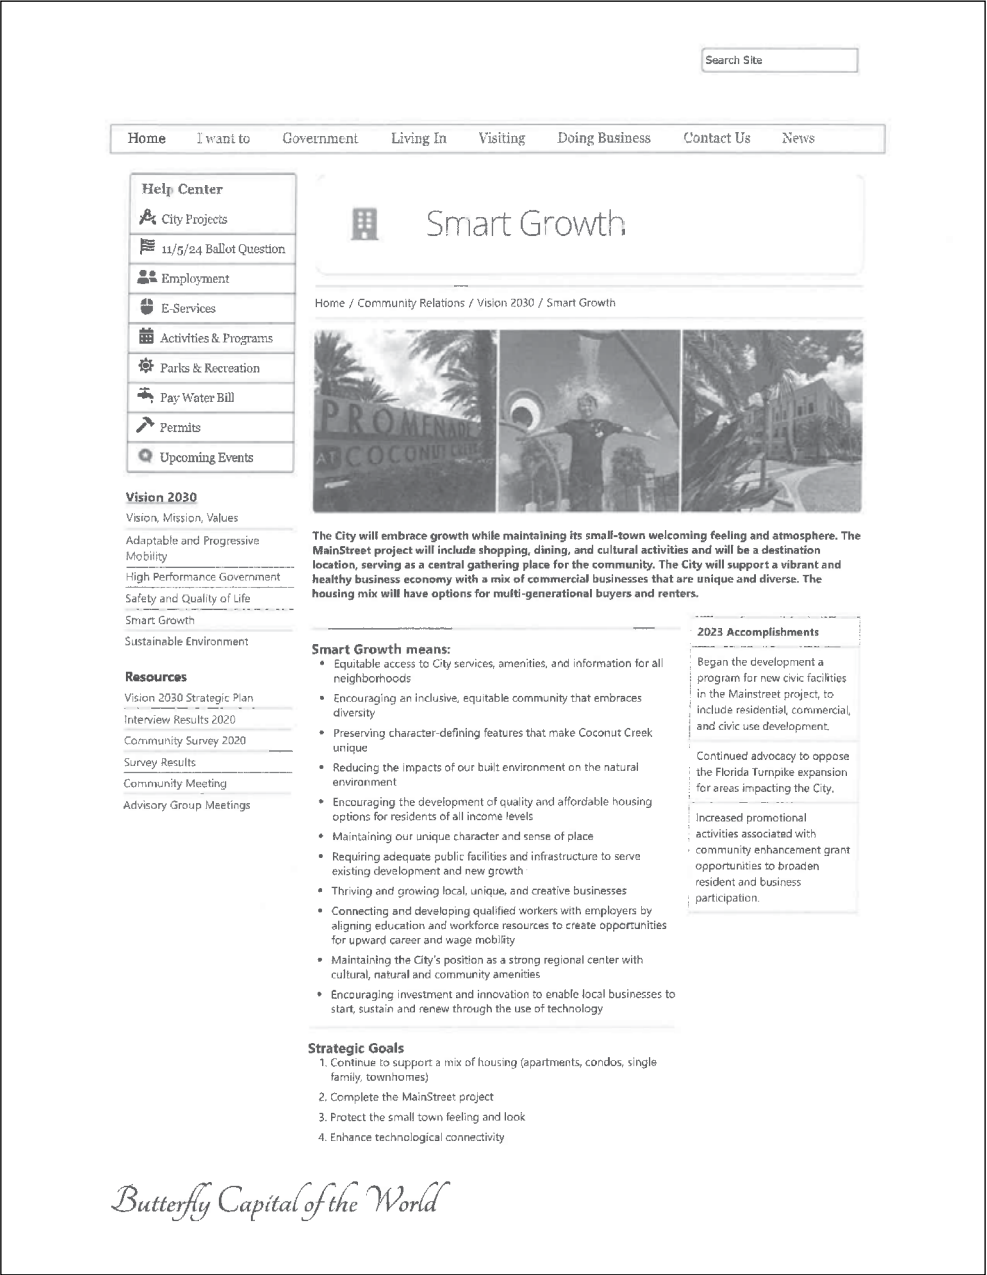 Search Site
Home I want to Government Living In Visiting Doing Business Contact Us News
Help Center
City Projects
11/5/24 Ballot Question
Employment
E-Services
Activities & Programs
Parks & Recreation
Pay Water Bill
Permits
Upcoming Events
Vision 2030
Vision, Mission, Values
Adaptable and Progressive
Mobility
High Performance Government
Safety and Quality of Life
Smart Growth
Sustainable Environment
Resources
Vision 2030 Strategic Plan
Interview Results 2020
Community Survey 2020
Survey Results
Community Meeting
Advisory Group Meetings
Smart Growth
Home / Community Relations / Vision 2030 / Smart Growth
PROMENADE
AT COCONUT CREEK
The City will embrace growth while maintaining its small-town welcoming feeling and atmosphere. The
MainStreet project will include shopping, dining, and cultural activities and will be a destination
location, serving as a central gathering place for the community. The City will support a vibrant and
healthy business economy with a mix of commercial businesses that are unique and diverse. The
housing mix will have options for multi-generational buyers and renters.
Smart Growth means:
• Equitable access to City services, amenities, and information for all
neighborhoods
• Encouraging an inclusive, equitable community that embraces
diversity
• Preserving character-defining features that make Coconut Creek
unique
• Reducing the impacts of our built environment on the natural
environment
• Encouraging the development of quality and affordable housing
options for residents of all income levels
• Maintaining our unique character and sense of place
• Requiring adequate public facilities and infrastructure to serve
existing development and new growth
• Thriving and growing local, unique, and creative businesses
• Connecting and developing qualified workers with employers by
aligning education and workforce resources to create opportunities
for upward career and wage mobility
• Maintaining the City's position as a strong regional center with
cultural, natural and community amenities
• Encouraging investment and innovation to enable local businesses to
start, sustain and renew through the use of technology
Strategic Goals
1. Continue to support a mix of housing (apartments, condos, single
family, townhomes)
2. Complete the MainStreet project
3. Protect the small town feeling and look
4. Enhance technological connectivity
2023 Accomplishments
Began the development a
program for new civic facilities
in the Mainstreet project, to
include residential, commercial,
and civic use development.
Continued advocacy to oppose
the Florida Turnpike expansion
for areas impacting the City.
Increased promotional
activities associated with
community enhancement grant
opportunities to broaden
resident and business
participation.
Butterfly Capital of the World